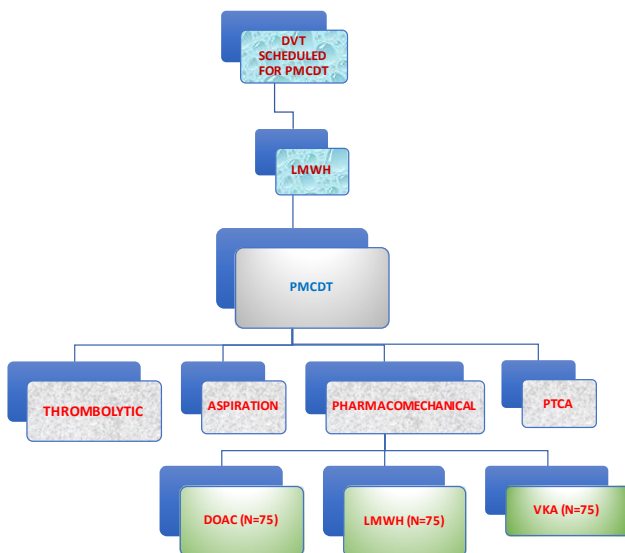 DVT
SCHEDULED
FOR PMCDT
LMWH
PMCDT
THROMBOLYTIC
ASPIRATION
PHARMACOMECHANICAL
PTCA
DOAC (N=75)
LMWH (N=75)
VKA (N=75)